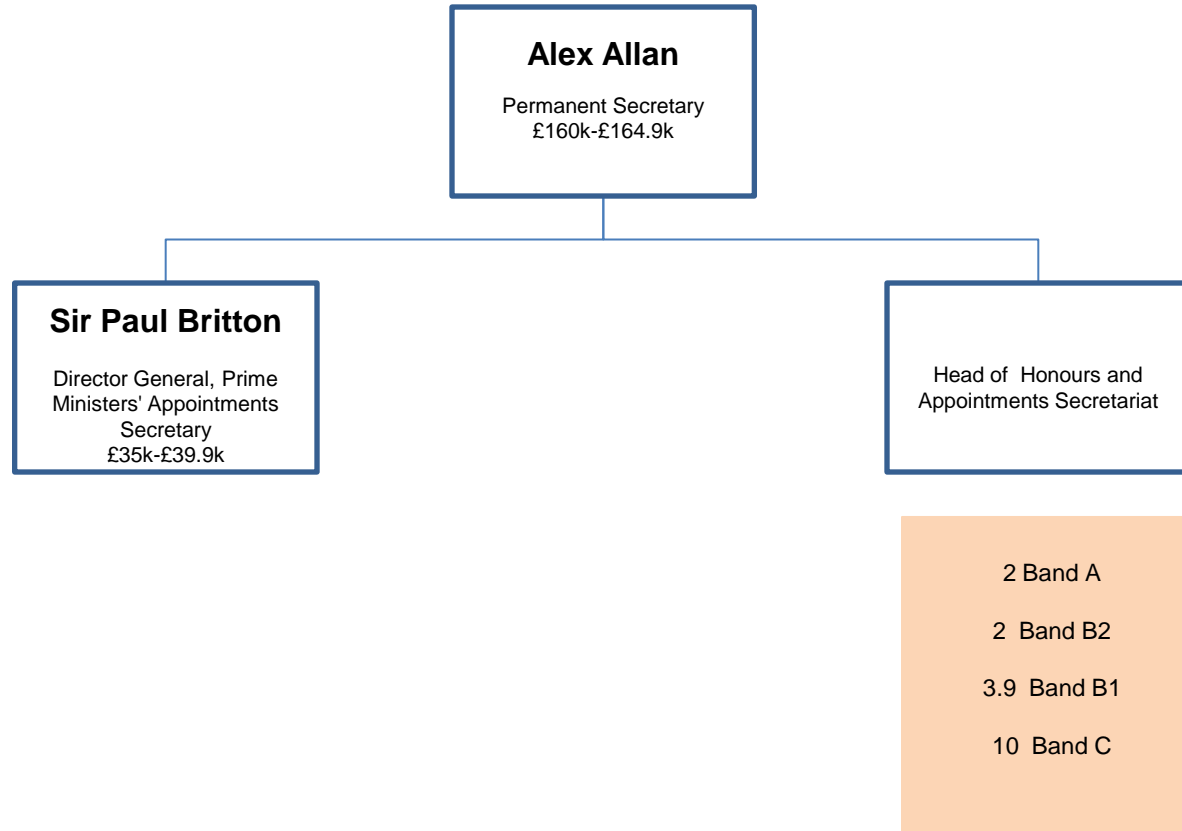 Alex Allan
Permanent Secretary
£160k-£164.9k
Sir Paul Britton
Director General, Prime
Ministers' Appointments
Secretary
£35k-£39.9k
Head of  Honours and
Appointments Secretariat
2 Band A
2  Band B2
3.9  Band B1
10  Band C